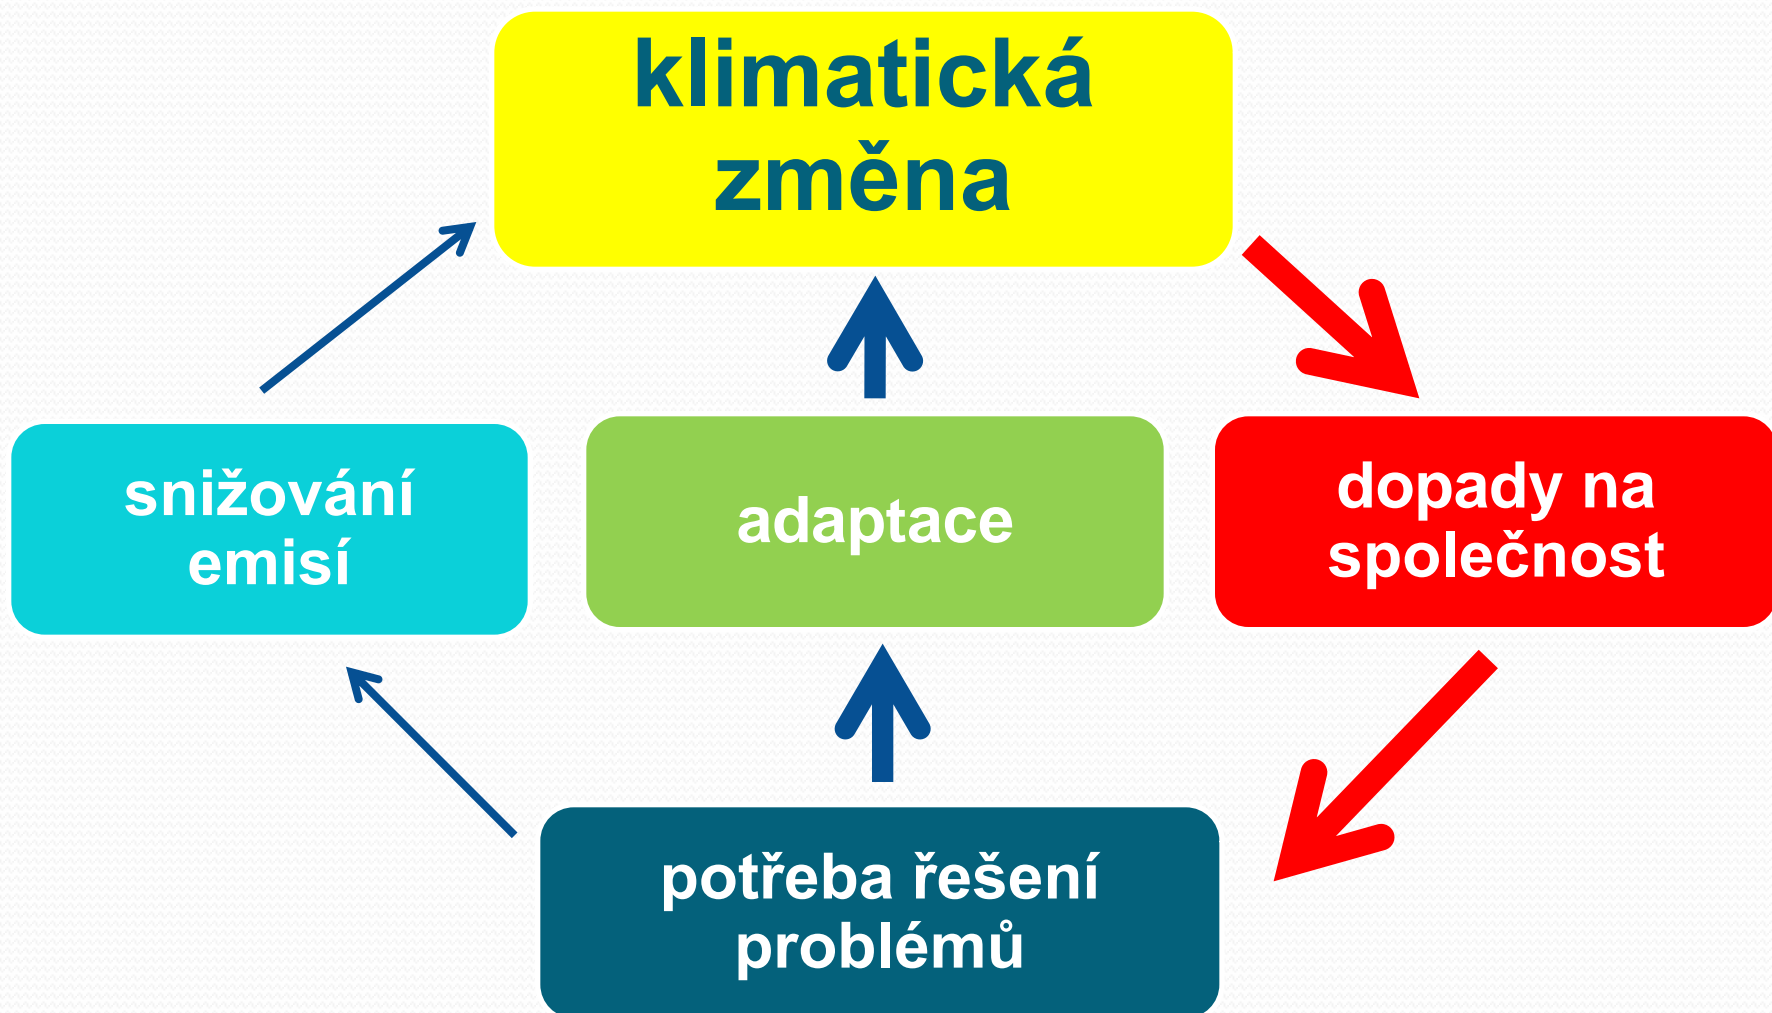 klimatická
změna
snižování
emisí
adaptace
dopady na
společnost
potřeba řešení
problémů